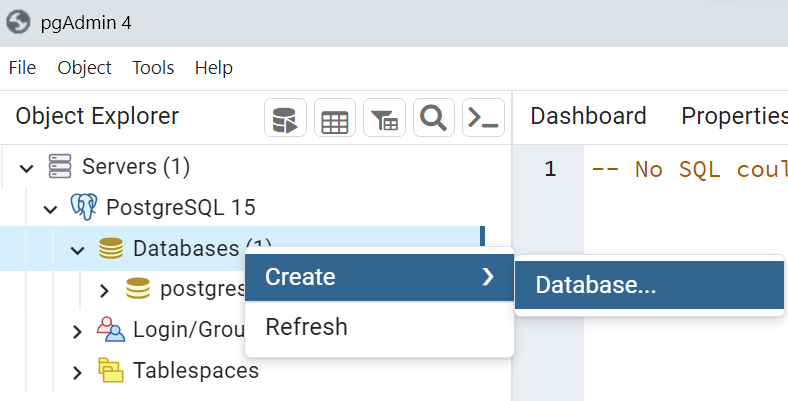 pgAdmin 4
File Object Tools Help
Object Explorer Dashboard Properties
Servers (1)
1 -- No SQL coul
PostgreSQL 15
Databases (1)
Create
Database...
postgres
Refresh
Login/Grou
Tablespaces